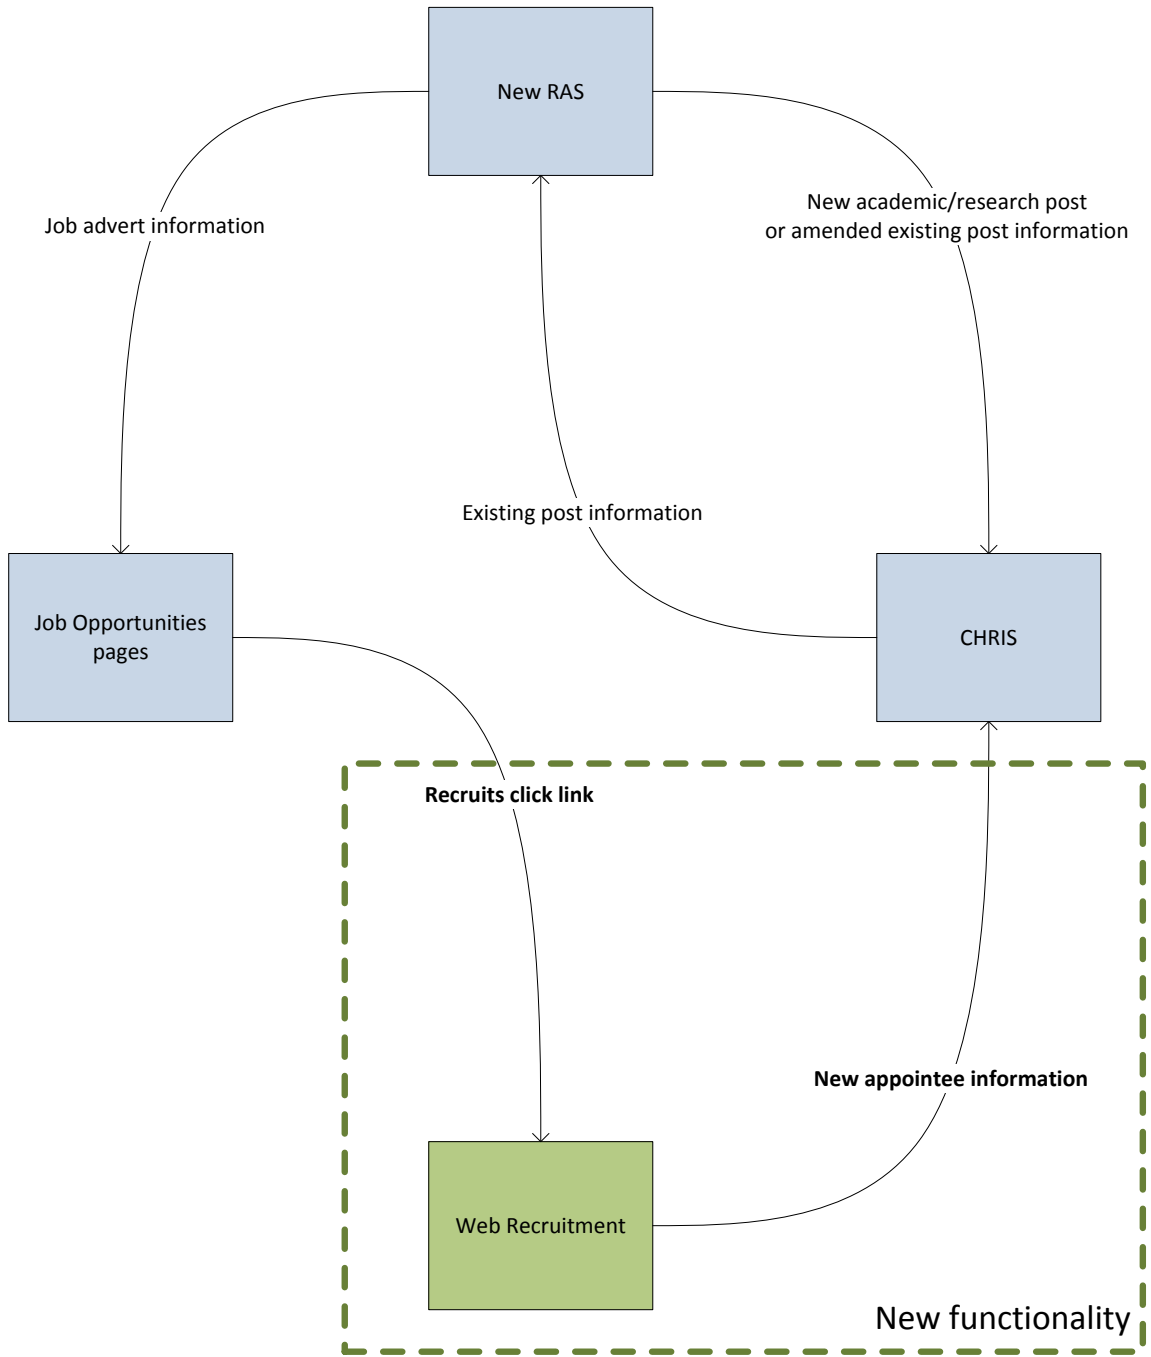 New RAS
New academic/research post
or amended existing post information
Job advert information
Existing post information
Job Opportunities
pages
CHRIS
Recruits click link
New appointee information
Web Recruitment
New functionality